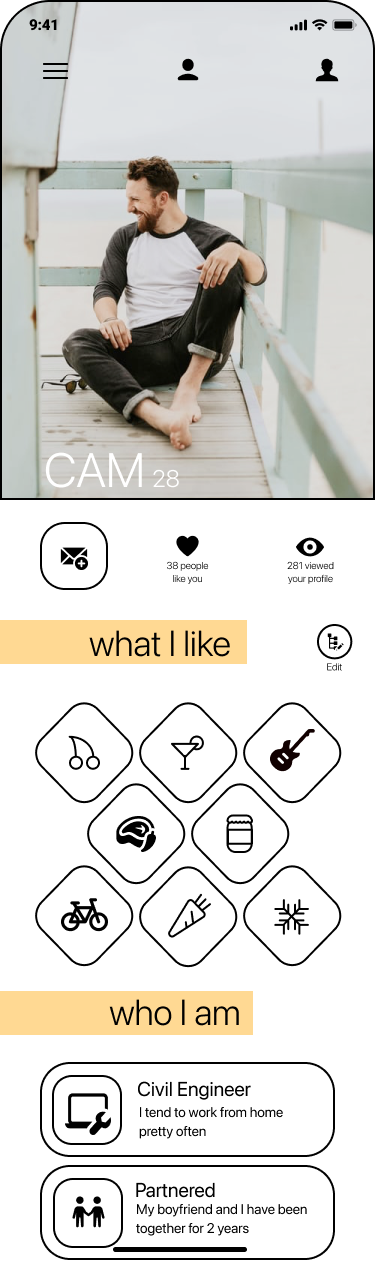 9:41
CAM 28
38 people
like you
281 viewed
your profile
what I like
Edit
who I am
Civil Engineer
I tend to work from home
pretty often
Partnered
My boyfriend and I have been
together for 2 years